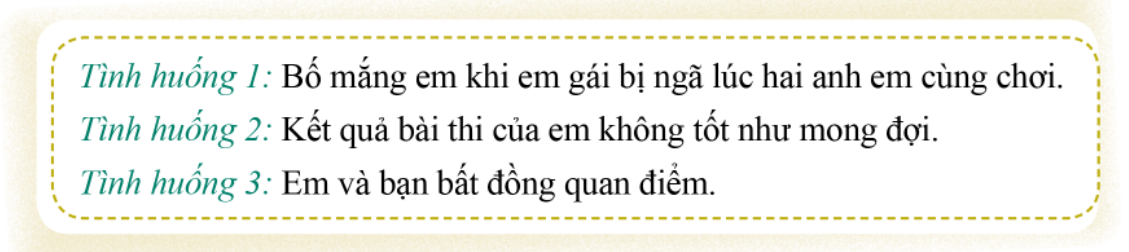 Tình huống 1: Bố mắng em khi em gái bị ngã lúc hai anh em cùng chơi.
Tình huống 2: Kết quả bài thi của em không tốt như mong đợi.
Tình huống 3: Em và bạn bất đồng quan điểm.